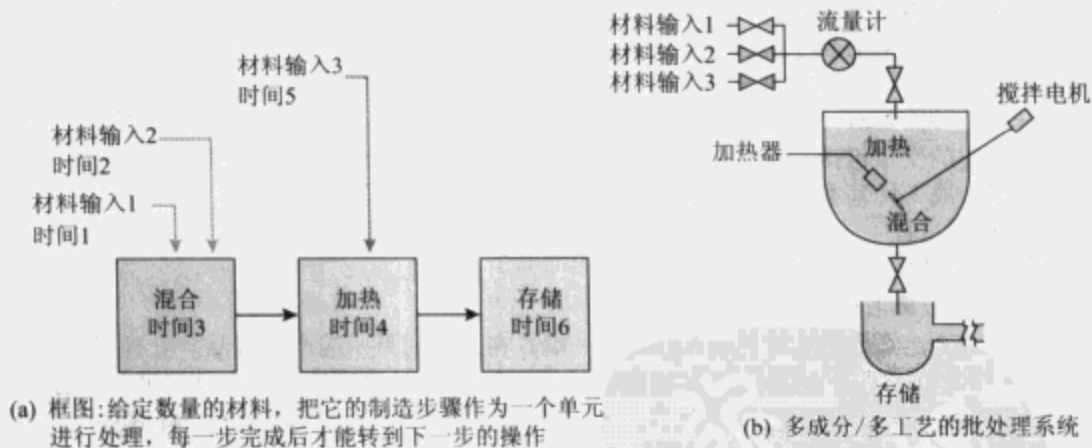 材料输入3
时间5
材料输入2
时间2
材料输入1
时间1
混合
时间3
加热
时间4
存储
时间6
(a) 框图:给定数量的材料，把它的制造步骤作为一个单元
进行处理，每一步完成后才能转到下一步的操作
材料输入1
材料输入2
材料输入3
流量计
搅拌电机
加热器
加热
混合
存储
(b) 多成分/多工艺的批处理系统